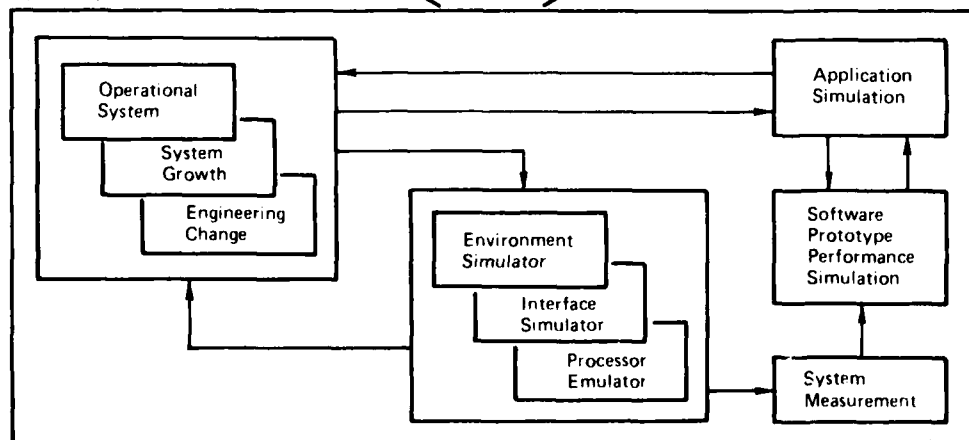 Operational
System
System
Growth
Engineering
Change
Application
Simulation
Environment
Simulator
Interface
Simulator
Processor
Emulator
Software
Prototype
Performance
Simulation
System
Measurement